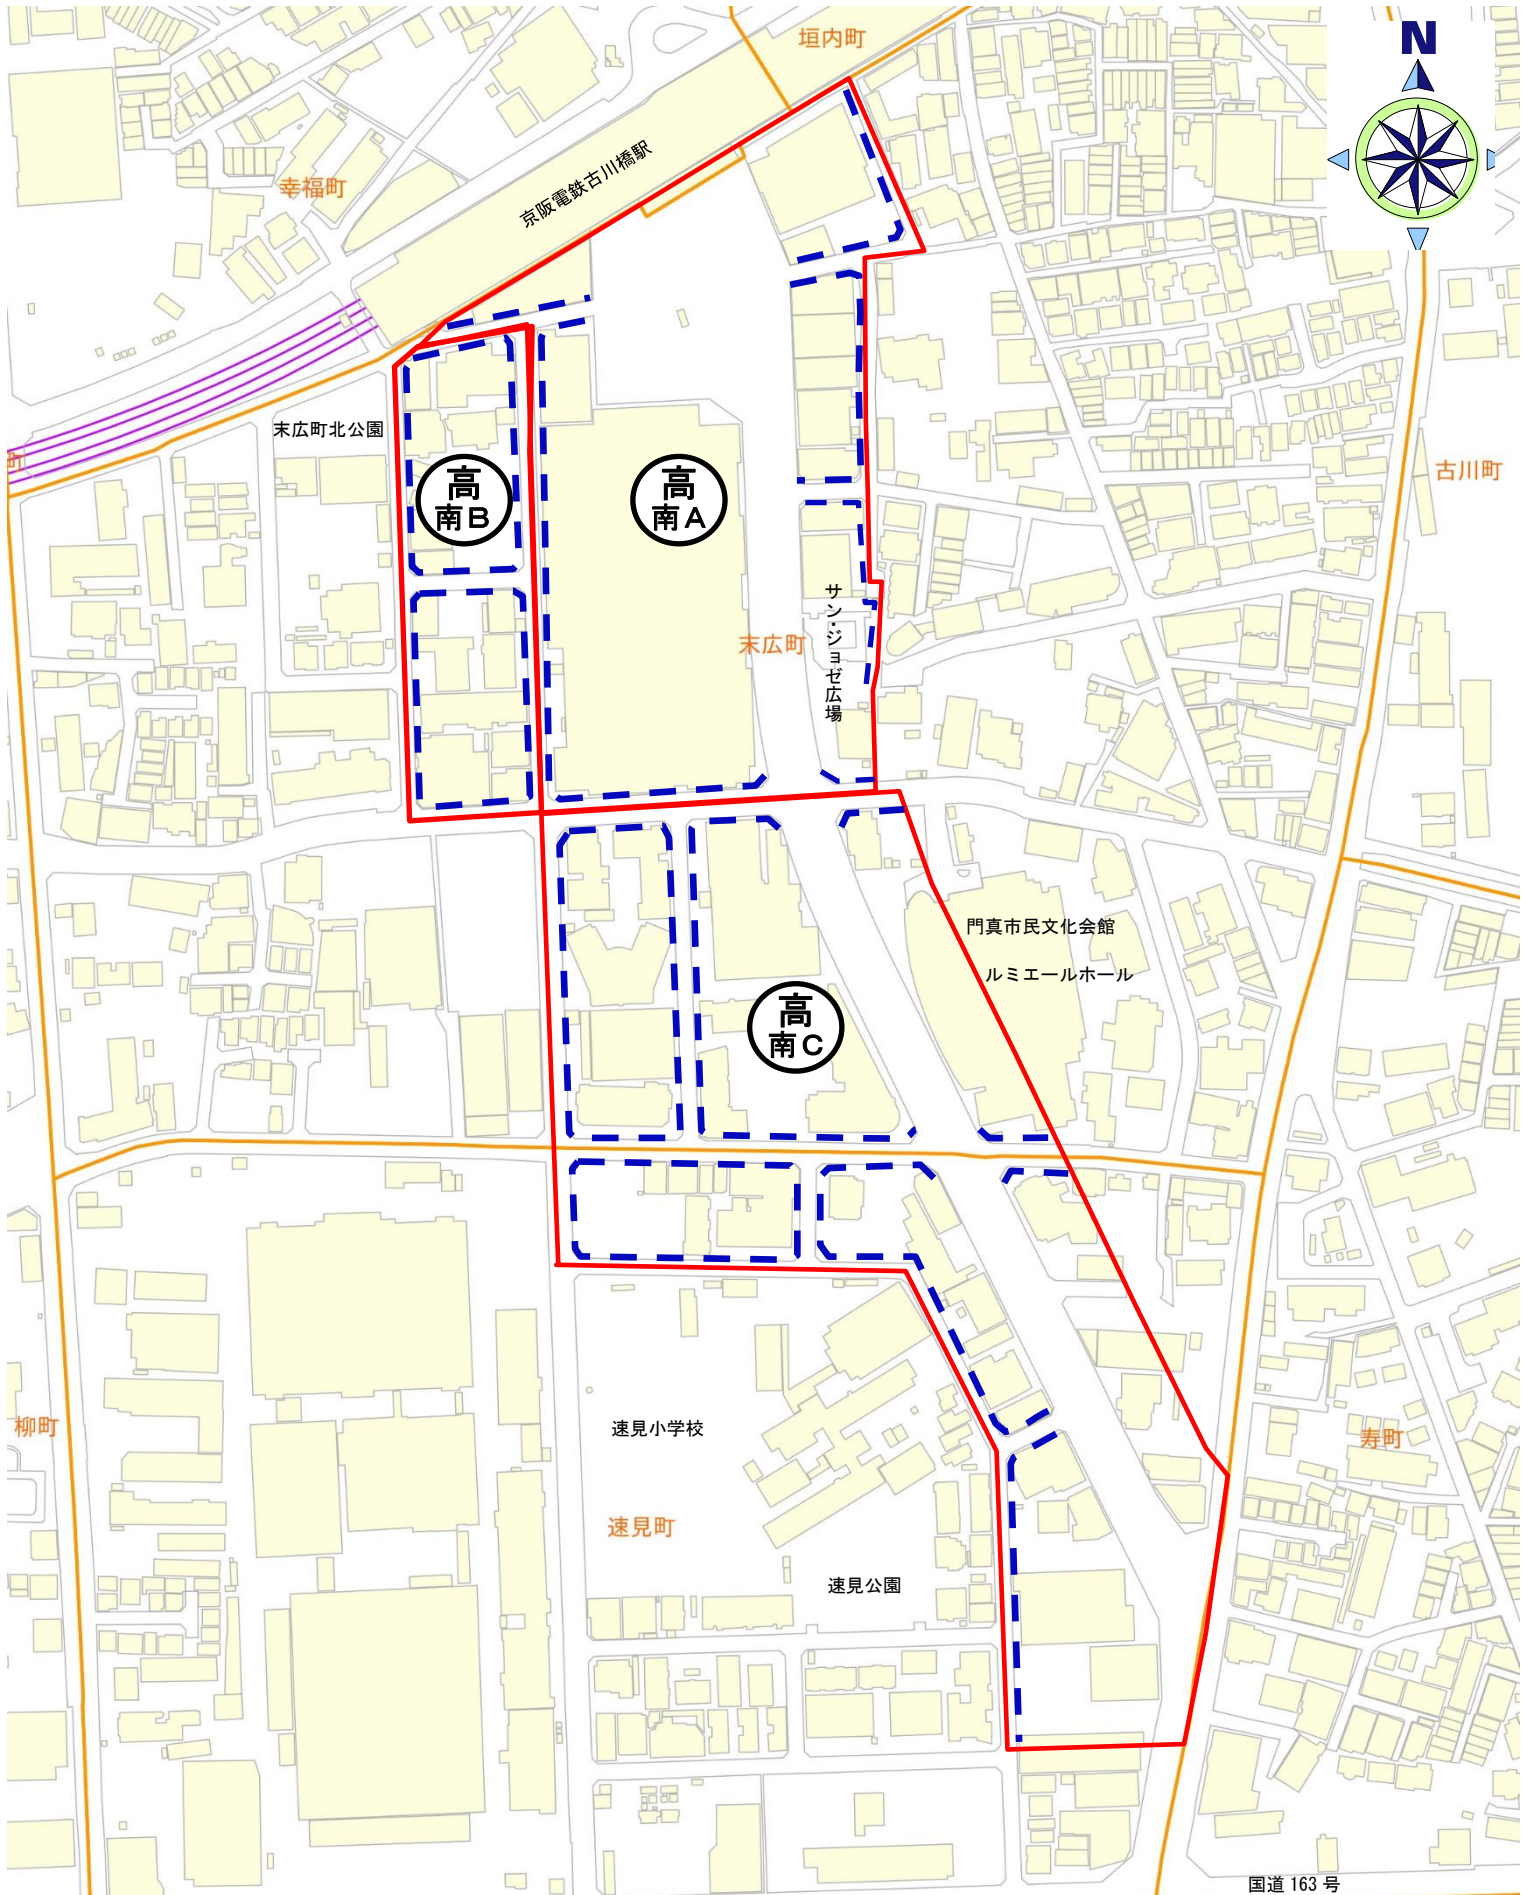 N
垣内町
京阪電鉄古川橋駅
幸福町
末広町北公園
町
古川町
高
南B
高
南A
サン・ジョゼ広場
末広町
門真市民文化会館
ルミエールホール
高
南C
柳町
速見小学校
寿町
速見町
速見公園
国道 163 号